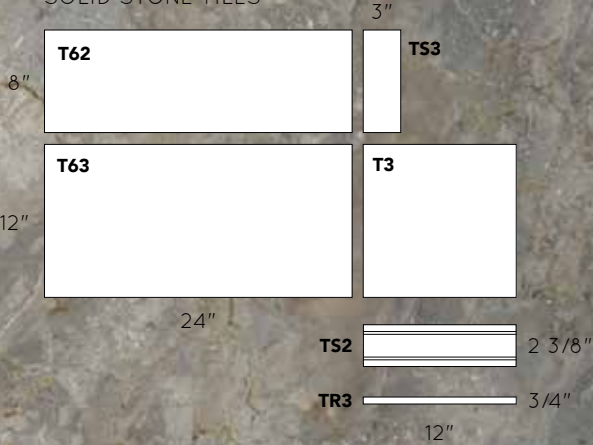 SOLID STONE TILES
3"
T62
TS3
8"
T63
T3
12"
24"
TS2
2 3/8"
TR3
3/4"
12"